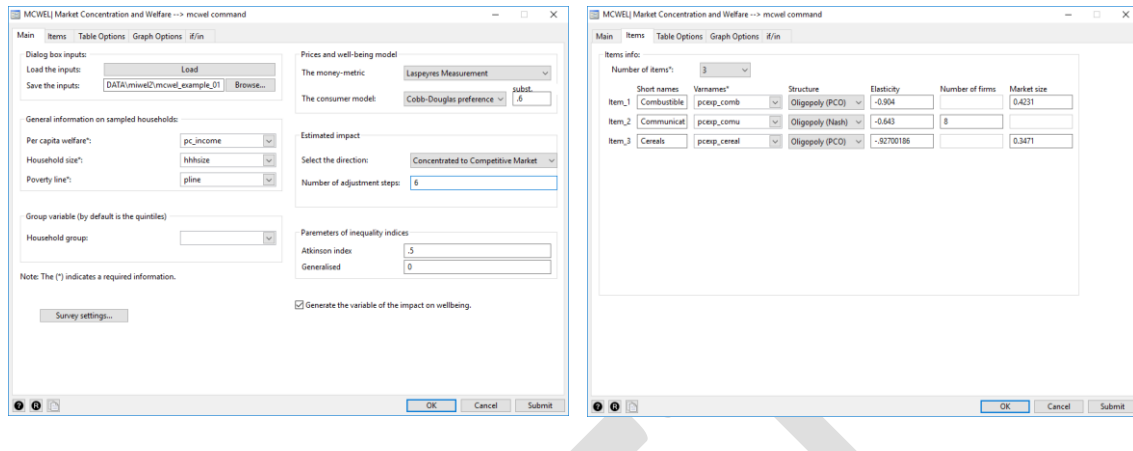 MCWEL| Market Concentration and Welfare --> mcwel command
Main Items Table Options Graph Options if/in
Dialog box inputs:
Load the inputs: Load
Save the inputs: DATA\miwel2\mcwel_example_01 Browse...
General information on sampled households:
Per capita welfare*: pc_income
Household size*: hhhsize
Poverty line*: pline
Group variable (by default is the quintiles)
Household group:
Note: The (*) indicates a required information.
Survey settings...
Prices and well-being model
The money-metric Laspeyres Measurement
subst.
The consumer model: Cobb-Douglas preference .6
Estimated impact
Select the direction: Concentrated to Competitive Market
Number of adjustment steps: 6
Paremeters of inequality indices
Atkinson index .5
Generalised 0
Generate the variable of the impact on wellbeing.
OK Cancel Submit
MCWEL| Market Concentration and Welfare --> mcwel command
Main Items Table Options Graph Options if/in
Items info:
Number of items*: 3
Short names Varnames* Structure Elasticity Number of firms Market size
Item_1 Combustible pcexp_comb Oligopoly (PCO) -0.904 0.4231
Item_2 Communicat pcexp_comu Oligopoly (Nash) -0.643 8
Item_3 Cereals pcexp_cereal Oligopoly (PCO) -.92700186 0.3471
OK Cancel Submit